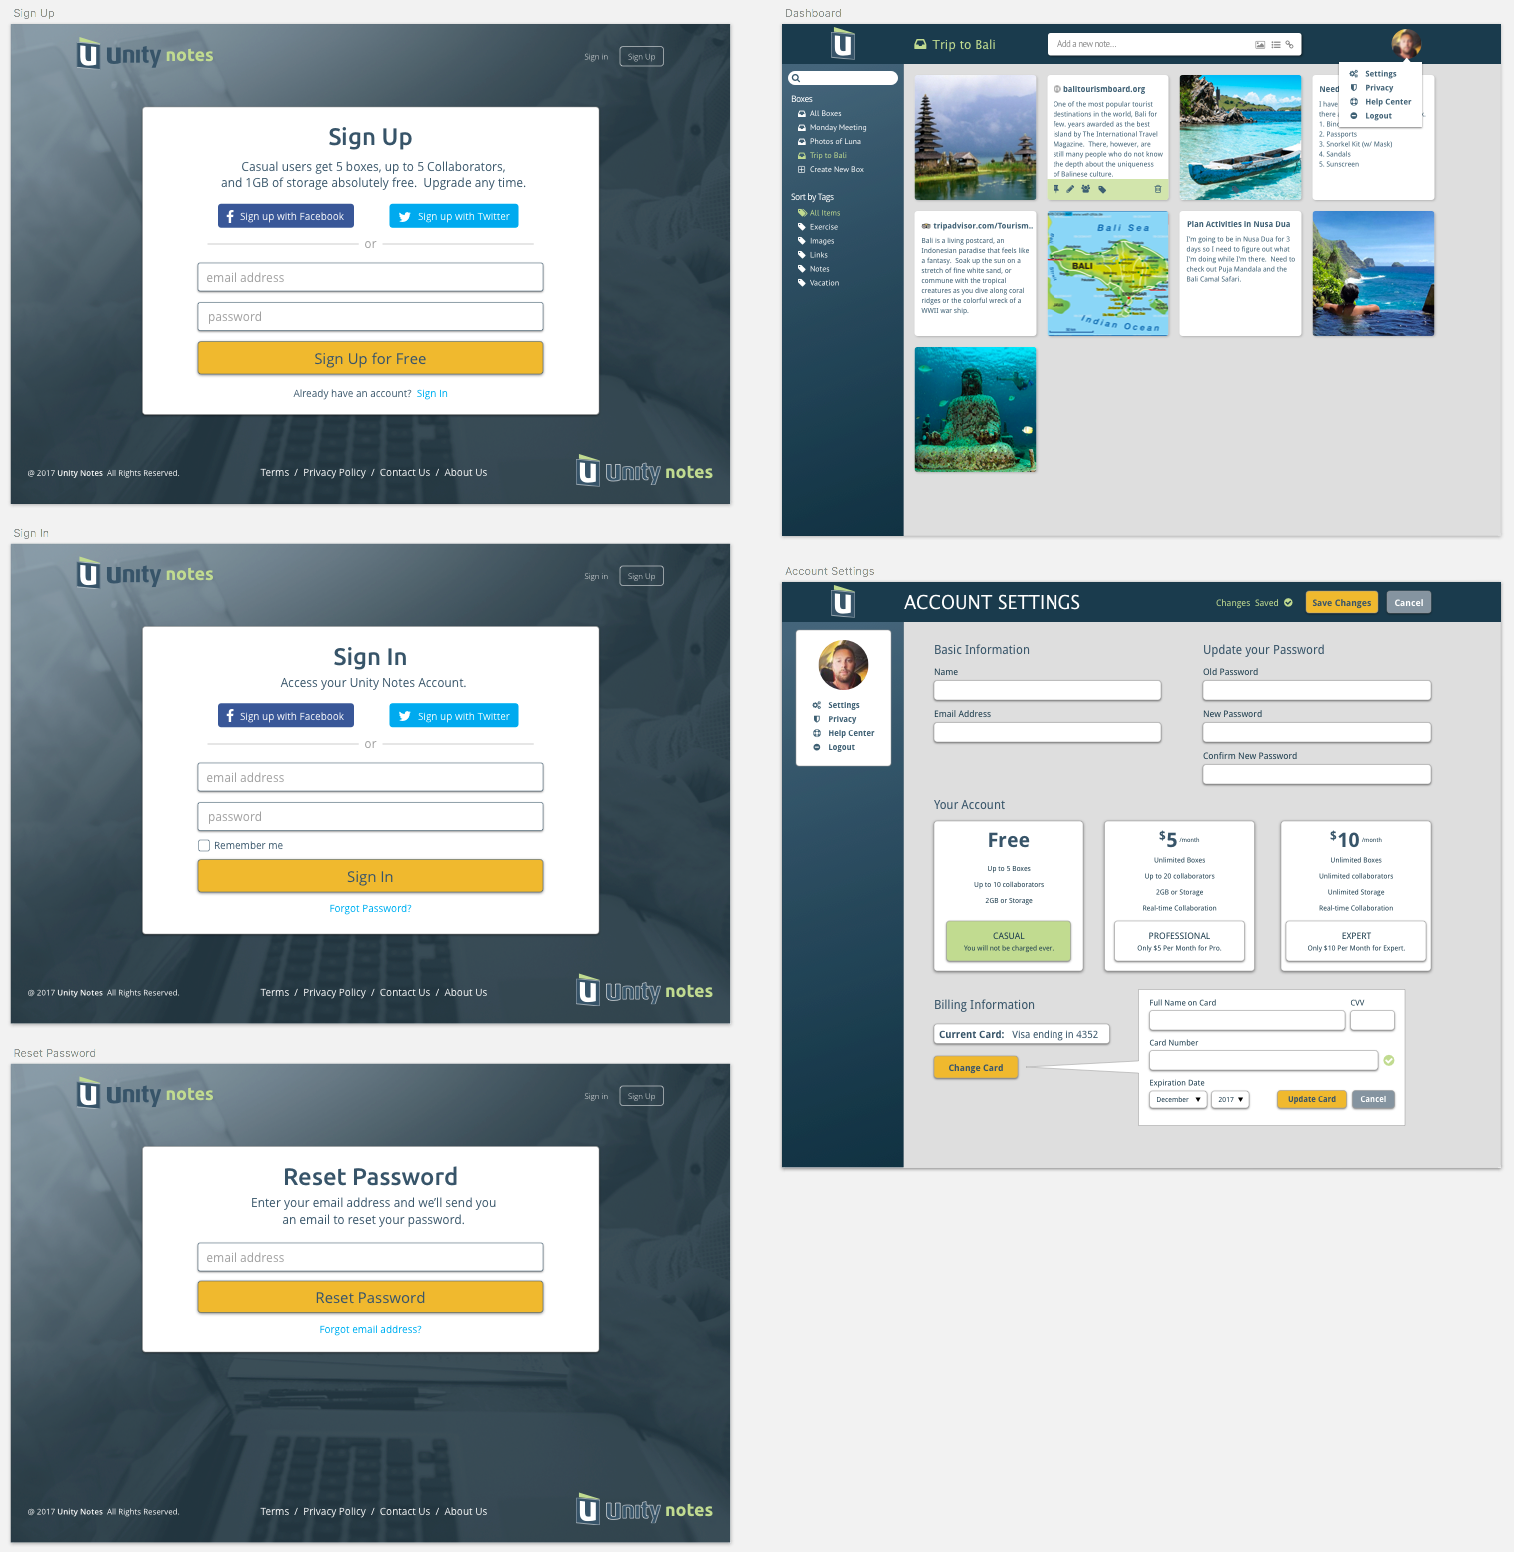 Sign Up
Unity notes
Sign in
Sign Up
Sign Up
Casual users get 5 boxes, up to 5 Collaborators,
and 1GB of storage absolutely free. Upgrade any time.
Sign up with Facebook
Sign up with Twitter
or
email address
password
Sign Up for Free
Already have an account? Sign In
@ 2017 Unity Notes All Rights Reserved.
Terms / Privacy Policy / Contact Us / About Us
Unity notes
Sign In
Unity notes
Sign in
Sign Up
Sign In
Access your Unity Notes Account.
Sign up with Facebook
Sign up with Twitter
or
email address
password
Remember me
Sign In
Forgot Password?
@ 2017 Unity Notes All Rights Reserved.
Terms / Privacy Policy / Contact Us / About Us
Unity notes
Reset Password
Unity notes
Sign in
Sign Up
Reset Password
Enter your email address and we'll send you
an email to reset your password.
email address
Reset Password
Forgot email address?
@ 2017 Unity Notes All Rights Reserved.
Terms / Privacy Policy / Contact Us / About Us
Unity notes
Dashboard
U
Trip to Bali
Add a new note...
Settings
Privacy
Help Center
Logout
Boxes
All Boxes
Monday Meeting
Photos of Luna
Trip to Bali
Create New Box
Sort by Tags
All Items
Exercise
Images
Links
Notes
Vacation
balitourismboard.org
One of the most popular tourist
destinations in the world, Bali for
few. years awarded as the best
island by The International Travel
Magazine. There, however, are
still many people who do not know
the depth about the uniqueness
of Balinese culture.
Need
I have
there
1. Bino
2. Passports
3. Snorkel Kit (w/ Mask)
4. Sandals
5. Sunscreen
tripadvisor.com/Tourism..
Bali is a living postcard, an
Indonesian paradise that feels like
a fantasy. Soak up the sun on a
stretch of fine white sand, or
commune with the tropical
creatures as you dive along coral
ridges or the colorful wreck of a
WWII war ship.
Bali Sea
BALI
Indian Ocean
Plan Activities in Nusa Dua
I'm going to be in Nusa Dua for 3
days so I need to figure out what
I'm doing while I'm there. Need to
check out Puja Mandala and the
Bali Camal Safari.
Account Settings
U
ACCOUNT SETTINGS
Changes Saved
Save Changes
Cancel
Settings
Privacy
Help Center
Logout
Basic Information
Name
Email Address
Update your Password
Old Password
New Password
Confirm New Password
Your Account
Free
Up to 5 Boxes
Up to 10 collaborators
2GB or Storage
CASUAL
You will not be charged ever.
$5 /month
Unlimited Boxes
Up to 20 collaborators
2GB or Storage
Real-time Collaboration
PROFESSIONAL
Only $5 Per Month for Pro.
$10 /month
Unlimited Boxes
Unlimited collaborators
Unlimited Storage
Real-time Collaboration
EXPERT
Only $10 Per Month for Expert.
Billing Information
Current Card: Visa ending in 4352
Change Card
Full Name on Card
CVV
Card Number
Expiration Date
December
2017
Update Card
Cancel